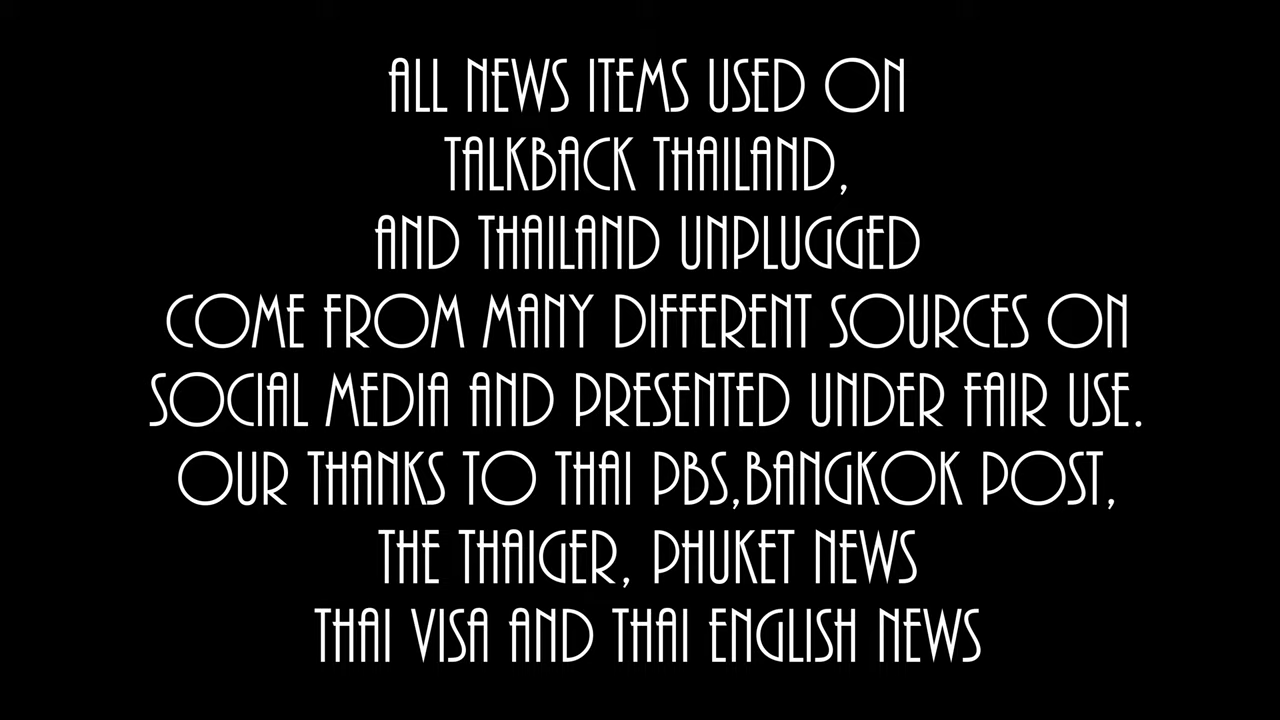 ALL NEWS ITEMS USED ON
TALKBACK THAILAND,
AND THAILAND UNPLUGGED
COME FROM MANY DIFFERENT SOURCES ON
SOCIAL MEDIA AND PRESENTED UNDER FAIR USE.
OUR THANKS TO THAI PBS,BANGKOK POST,
THE THAIGER, PHUKET NEWS
THAI VISA AND THAI ENGLISH NEWS